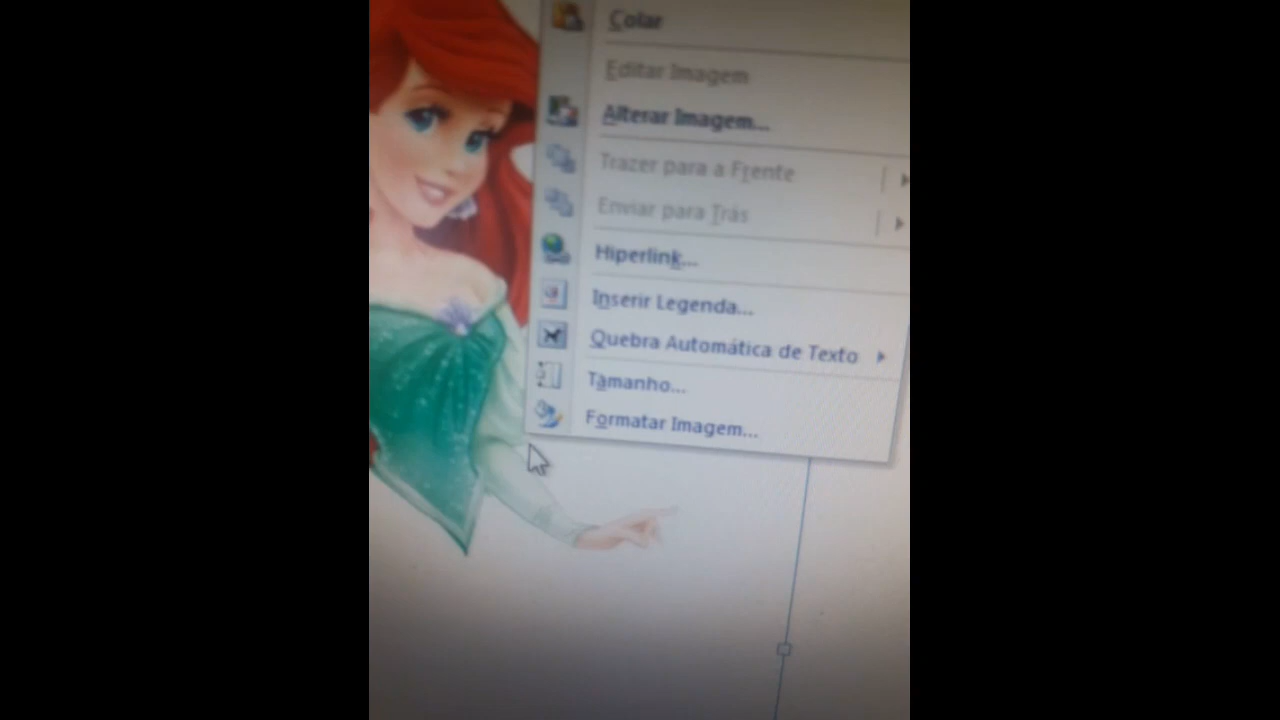 Colar
Editar Imagem
Alterar Imagem...
Trazer para a Frente
Enviar para Trás
Hiperlink...
Inserir Legenda...
Quebra Automática de Texto
Tamanho...
Formatar Imagem...